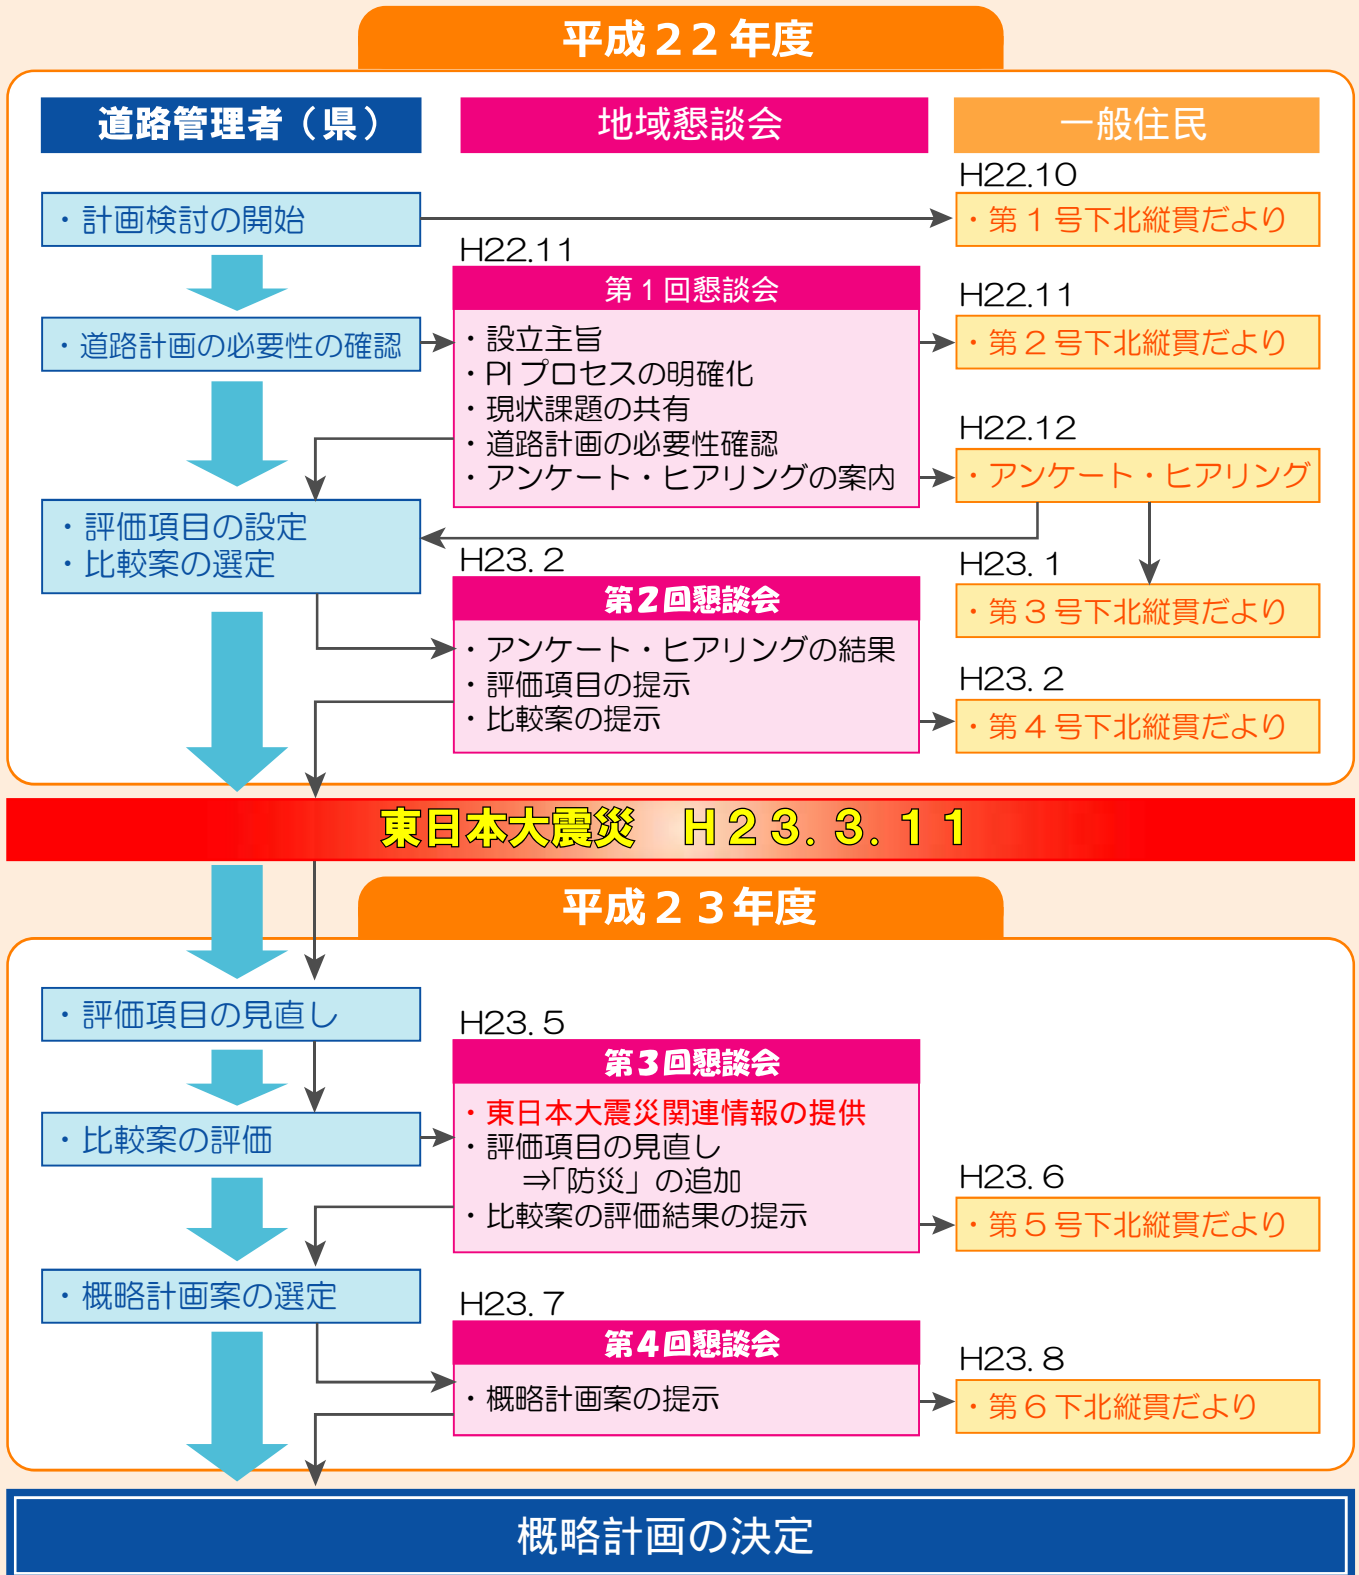 平成２２年度
道路管理者（県）
地域懇談会
一般住民
H22.10
・計画検討の開始
・第１号下北縦貫だより
H22.11
第１回懇談会
H22.11
・道路計画の必要性の確認
・設立主旨
・PIプロセスの明確化
・現状課題の共有
・道路計画の必要性確認
・アンケート・ヒアリングの案内
・第２号下北縦貫だより
H22.12
・アンケート・ヒアリング
・評価項目の設定
・比較案の選定
H23. 2
第２回懇談会
・アンケート・ヒアリングの結果
・評価項目の提示
・比較案の提示
H23. 1
・第３号下北縦貫だより
H23. 2
・第４号下北縦貫だより
東日本大震災　Ｈ２３．３．１１
平成２３年度
・評価項目の見直し
H23. 5
第３回懇談会
・比較案の評価
・東日本大震災関連情報の提供
・評価項目の見直し
⇒「防災」の追加
・比較案の評価結果の提示
H23. 6
・第５号下北縦貫だより
・概略計画案の選定
H23. 7
第４回懇談会
・概略計画案の提示
H23. 8
・第６下北縦貫だより
概略計画の決定